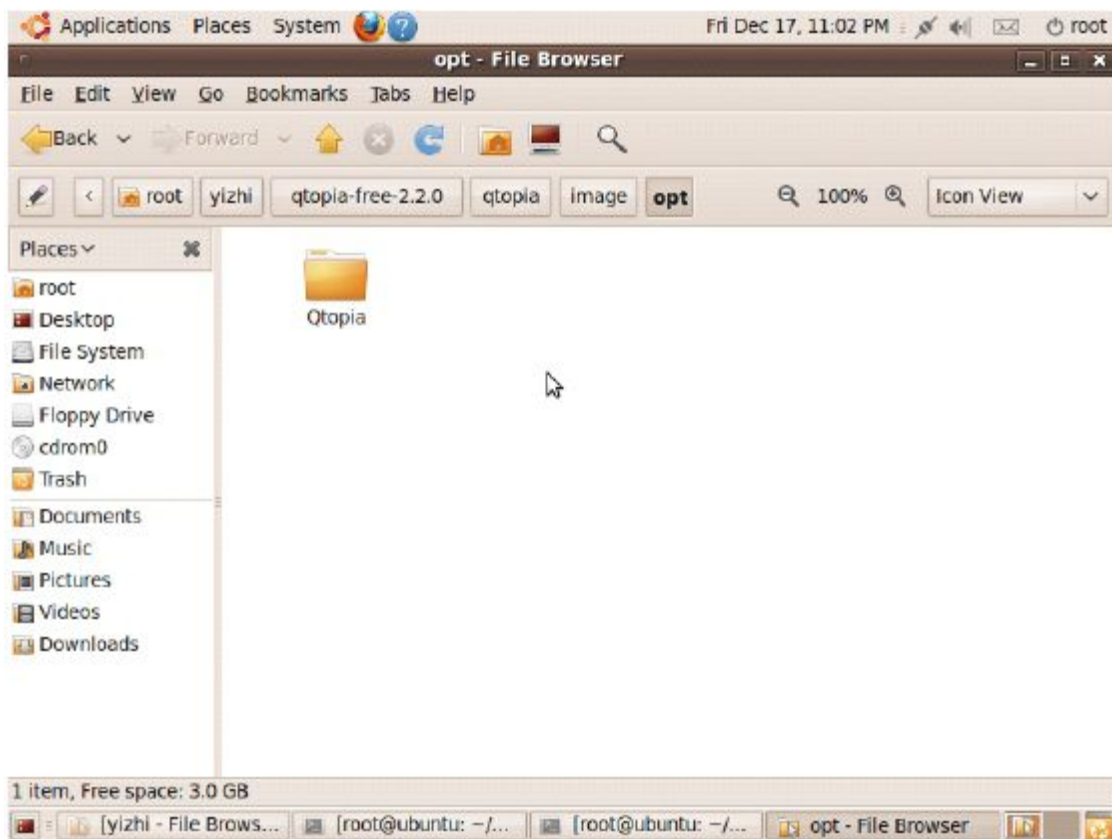 Applications Places System Fri Dec 17, 11:02 PM root
opt - File Browser
File Edit View Go Bookmarks Tabs Help
Back Forward
root yizhi qtopia-free-2.2.0 qtopia image opt 100% Icon View
Places
root
Desktop
File System
Network
Floppy Drive
cdrom0
Trash
Documents
Music
Pictures
Videos
Downloads
Qtopia
1 item, Free space: 3.0 GB
[yizhi - File Brows... [root@ubuntu: ~/... [root@ubuntu: ~/... opt - File Browser